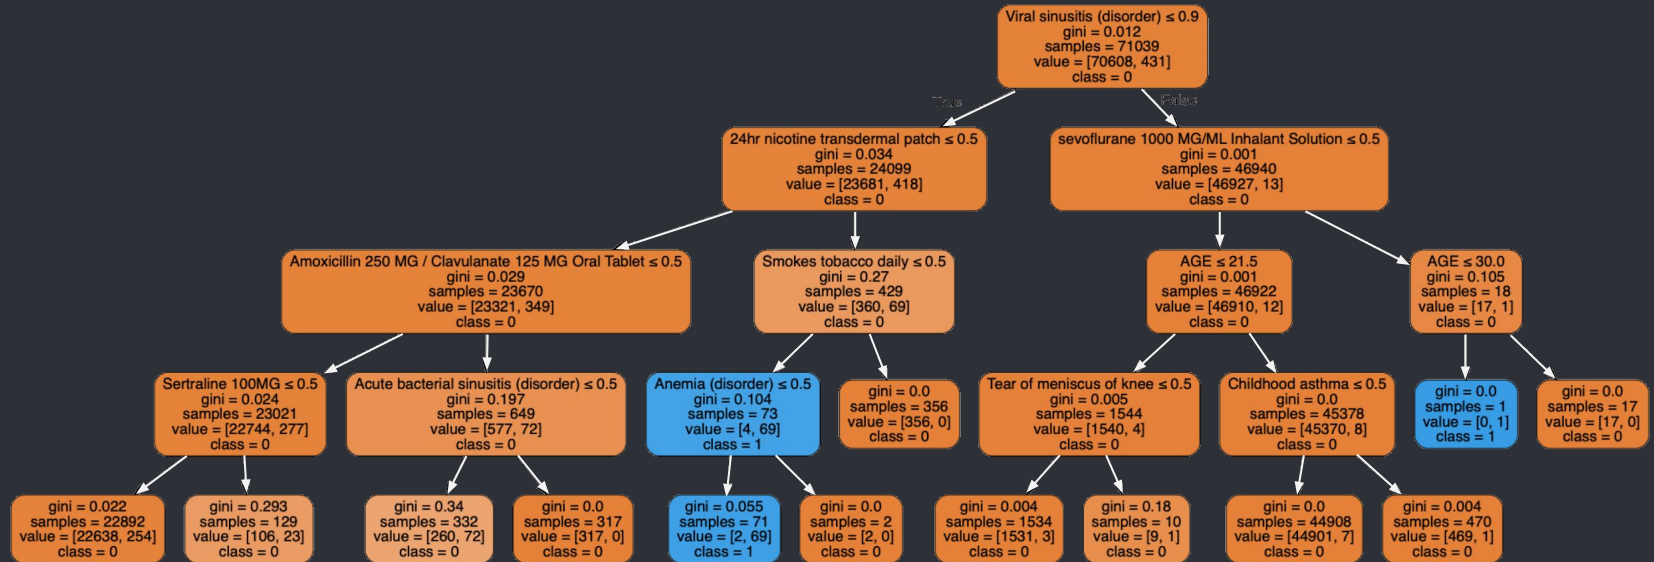 Viral sinusitis (disorder) ≤ 0.9
gini = 0.012
samples = 71039
value = [70608, 431]
class = 0
True
False
24hr nicotine transdermal patch ≤ 0.5
gini = 0.034
samples = 24099
value = [23681, 418]
class = 0
sevoflurane 1000 MG/ML Inhalant Solution ≤ 0.5
gini = 0.001
samples = 46940
value = [46927, 13]
class = 0
Amoxicillin 250 MG / Clavulanate 125 MG Oral Tablet ≤ 0.5
gini = 0.029
samples = 23670
value = [23321, 349]
class = 0
Smokes tobacco daily ≤ 0.5
gini = 0.27
samples = 429
value = [360, 69]
class = 0
AGE ≤ 21.5
gini = 0.001
samples = 46922
value = [46910, 12]
class = 0
AGE ≤ 30.0
gini = 0.105
samples = 18
value = [17, 1]
class = 0
Sertraline 100MG ≤ 0.5
gini = 0.024
samples = 23021
value = [22744, 277]
class = 0
Acute bacterial sinusitis (disorder) ≤ 0.5
gini = 0.197
samples = 649
value = [577, 72]
class = 0
Anemia (disorder) ≤ 0.5
gini = 0.104
samples = 73
value = [4, 69]
class = 1
gini = 0.0
samples = 356
value = [356, 0]
class = 0
Tear of meniscus of knee ≤ 0.5
gini = 0.005
samples = 1544
value = [1540, 4]
class = 0
Childhood asthma ≤ 0.5
gini = 0.0
samples = 45378
value = [45370, 8]
class = 0
gini = 0.0
samples = 1
value = [0, 1]
class = 1
gini = 0.0
samples = 17
value = [17, 0]
class = 0
gini = 0.022
samples = 22892
value = [22638, 254]
class = 0
gini = 0.293
samples = 129
value = [106, 23]
class = 0
gini = 0.34
samples = 332
value = [260, 72]
class = 0
gini = 0.0
samples = 317
value = [317, 0]
class = 0
gini = 0.055
samples = 71
value = [2, 69]
class = 1
gini = 0.0
samples = 2
value = [2, 0]
class = 0
gini = 0.004
samples = 1534
value = [1531, 3]
class = 0
gini = 0.18
samples = 10
value = [9, 1]
class = 0
gini = 0.0
samples = 44908
value = [44901, 7]
class = 0
gini = 0.004
samples = 470
value = [469, 1]
class = 0